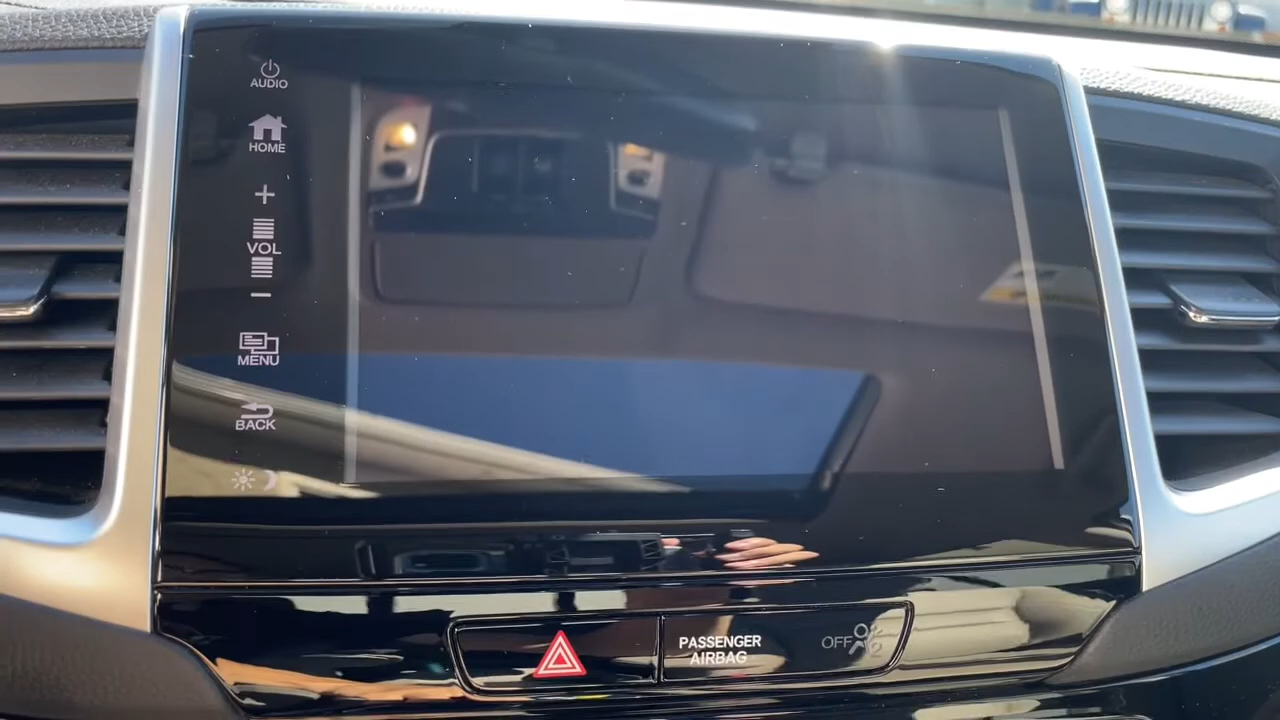 AUDIO
HOME
+
VOL
−
MENU
BACK
PASSENGER
AIRBAG
OFF